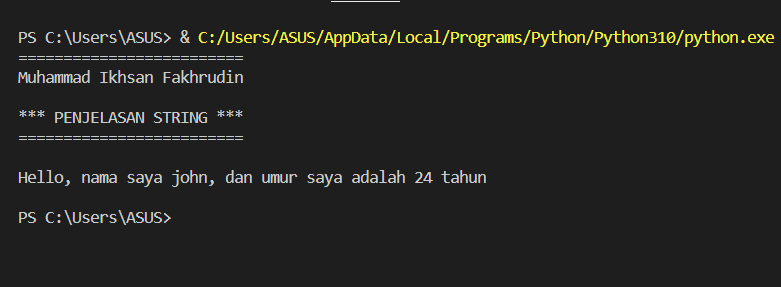 PS C:\Users\ASUS> & C:/Users/ASUS/AppData/Local/Programs/Python/Python310/python.exe
=========================
Muhammad Ikhsan Fakhrudin
*** PENJELASAN STRING ***
=========================
Hello, nama saya john, dan umur saya adalah 24 tahun
PS C:\Users\ASUS>